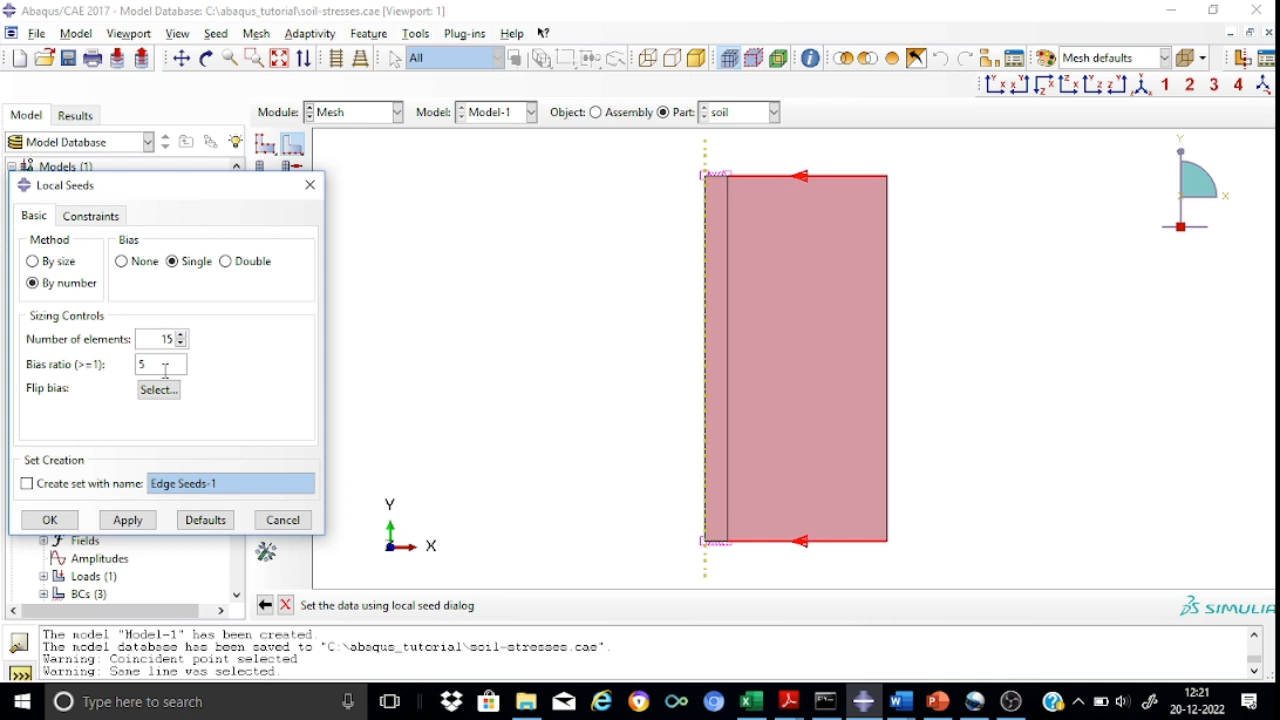 Abaqus/CAE 2017 - Model Database: C:\abaqus_tutorial\soil-stresses.cae [Viewport: 1]
File Model Viewport View Seed Mesh Adaptivity Feature Tools Plug-ins Help
All Mesh defaults
1 2 3 4
Model Results Module: Mesh Model: Model-1 Object: Assembly Part: soil
Model Database
Models (1)
Local Seeds
Basic Constraints
Method Bias
By size None Single Double
By number
Sizing Controls
Number of elements: 15
Bias ratio (>=1): 5
Flip bias: Select...
Set Creation
Create set with name: Edge Seeds-1
OK Apply Defaults Cancel
Y
X
Y
X
Fields
Amplitudes
Loads (1)
BCs (3)
Set the data using local seed dialog
SIMULIA
The model "Model-1" has been created.
The model database has been saved to "C:\abaqus_tutorial\soil-stresses.cae".
Warning: Coincident point selected
Warning: Same line was selected.
Type here to search
12:21
20-12-2022